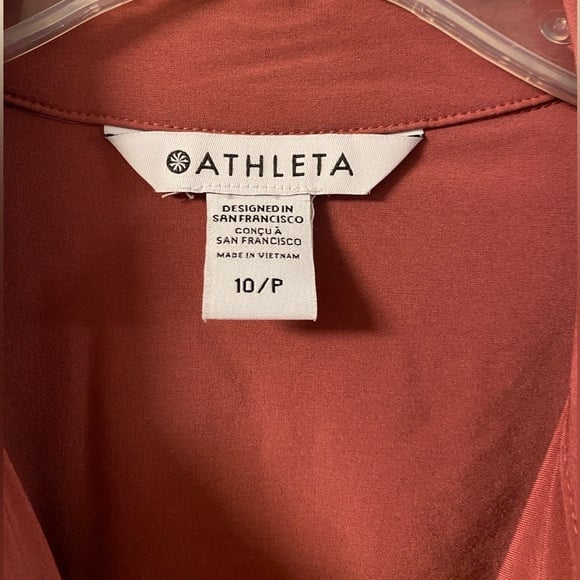 ATHLETA
DESIGNED IN
SAN FRANCISCO
CONÇU À
SAN FRANCISCO
MADE IN VIETNAM
10/P